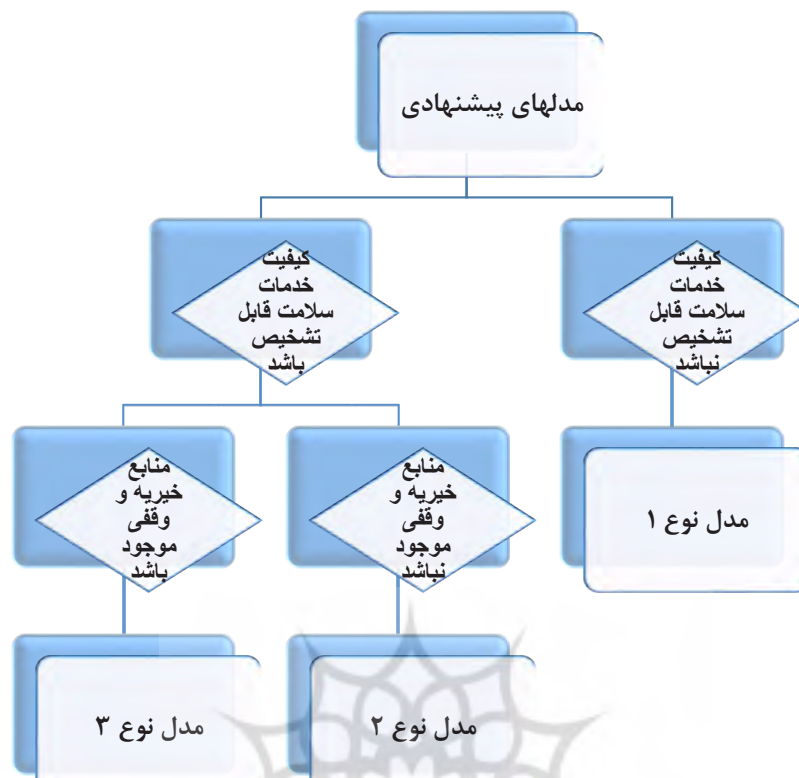 مدلهای پیشنهادی
کیفیت
خدمات
سلامت قابل
تشخیص
نباشد
کیفیت
خدمات
سلامت قابل
تشخیص
باشد
مدل نوع ۱
منابع
خیریه و
وقفی
موجود
نباشد
منابع
خیریه و
وقفی
موجود
باشد
مدل نوع ۲
مدل نوع ۳